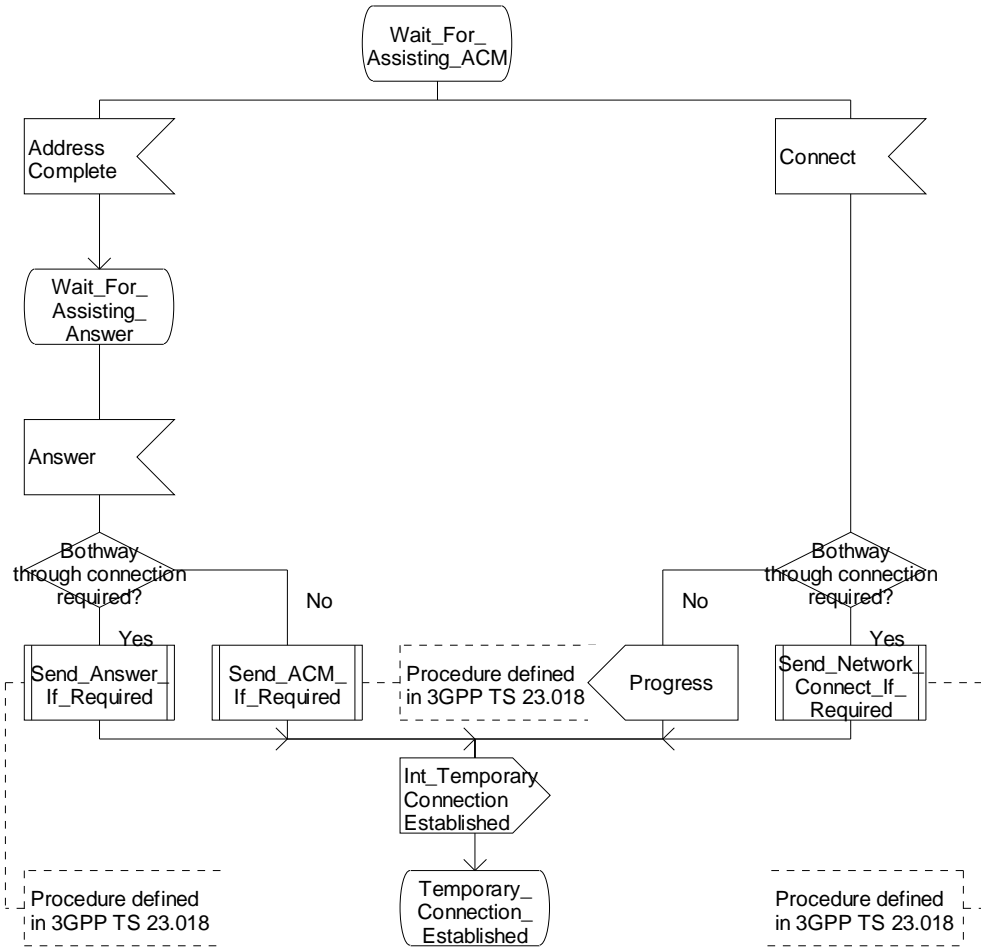 Wait_For_
Assisting_ACM
Address
Complete
Connect
Wait_For_
Assisting_
Answer
Answer
Bothway
through connection
required?
Bothway
through connection
required?
No
No
Yes
Yes
Send_Answer_
If_Required
Send_ACM_
If_Required
Procedure defined
in 3GPP TS 23.018
Progress
Send_Network_
Connect_If_
Required
Int_Temporary
Connection
Established
Procedure defined
in 3GPP TS 23.018
Temporary_
Connection_
Established
Procedure defined
in 3GPP TS 23.018